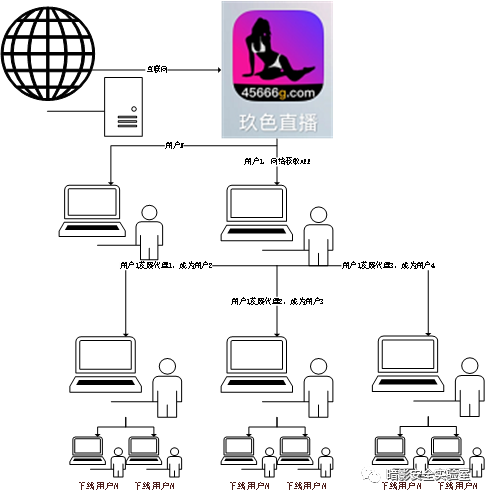 互联网
45666g.com
玖色直播
用户N
用户1，网络获取APP
用户1发展代理1，成为用户2
用户1发展代理3，成为用户4
用户1发展代理2，成为用户3
暗影安全实验室
下线用户N
下线用户N
下线用户N
下线用户N
下线用户N
下线用户N